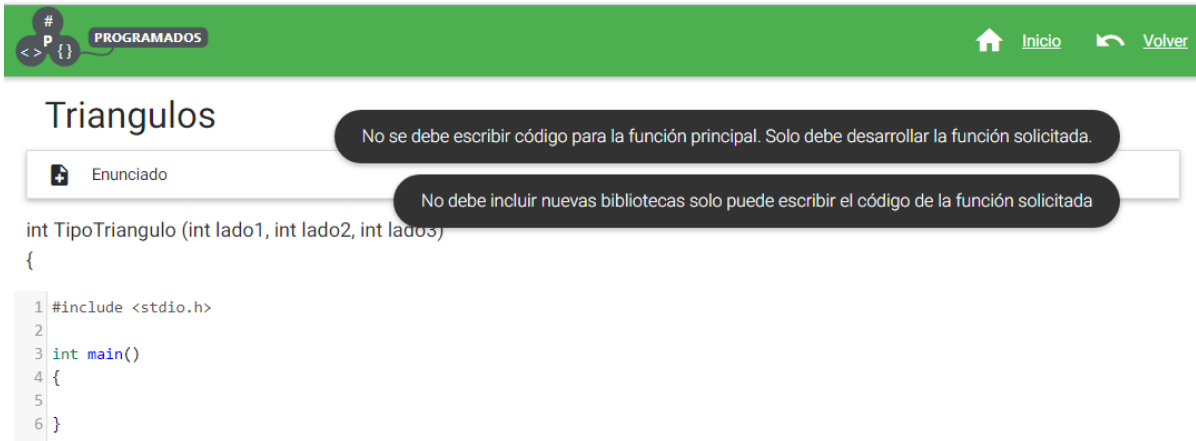 #
P
< >
{ }
PROGRAMADOS
Inicio
Volver
Triangulos
No se debe escribir código para la función principal. Solo debe desarrollar la función solicitada.
Enunciado
No debe incluir nuevas bibliotecas solo puede escribir el código de la función solicitada
int TipoTriangulo (int lado1, int lado2, int lado3)
{
1 #include <stdio.h>
2
3 int main()
4 {
5
6 }